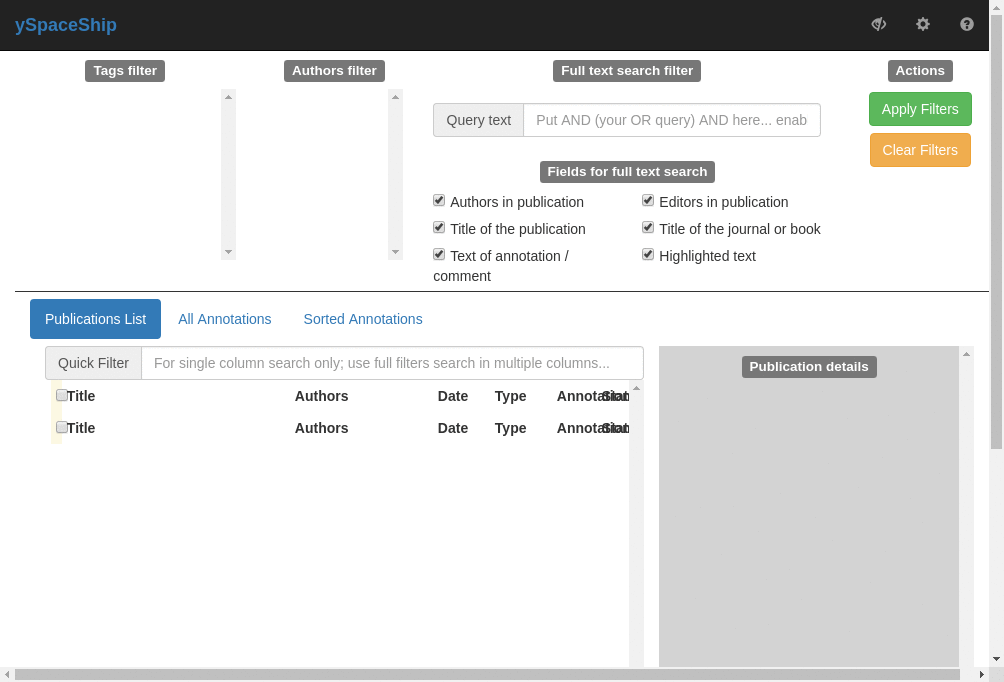 ySpaceShip
Tags filter
Authors filter
Full text search filter
Actions
Query text
Put AND (your OR query) AND here... enab
Apply Filters
Clear Filters
Fields for full text search
Authors in publication
Editors in publication
Title of the publication
Title of the journal or book
Text of annotation /
comment
Highlighted text
Publications List
All Annotations
Sorted Annotations
Quick Filter
For single column search only; use full filters search in multiple columns...
Publication details
Title Authors Date Type
Title Authors Date Type